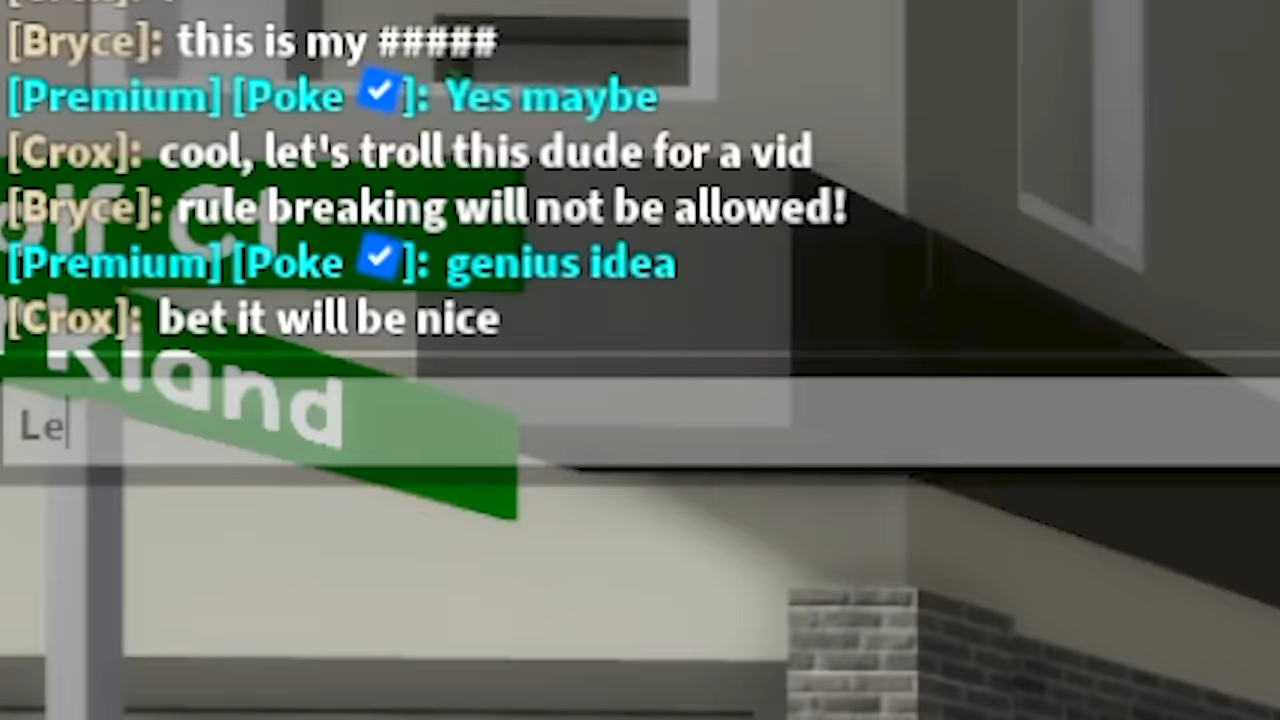 [Bryce]: this is my #####
[Premium] [Poke ]: Yes maybe
[Crox]: cool, let's troll this dude for a vid
[Bryce]: rule breaking will not be allowed!
[Premium] [Poke ]: genius idea
[Crox]: bet it will be nice
kland
Le